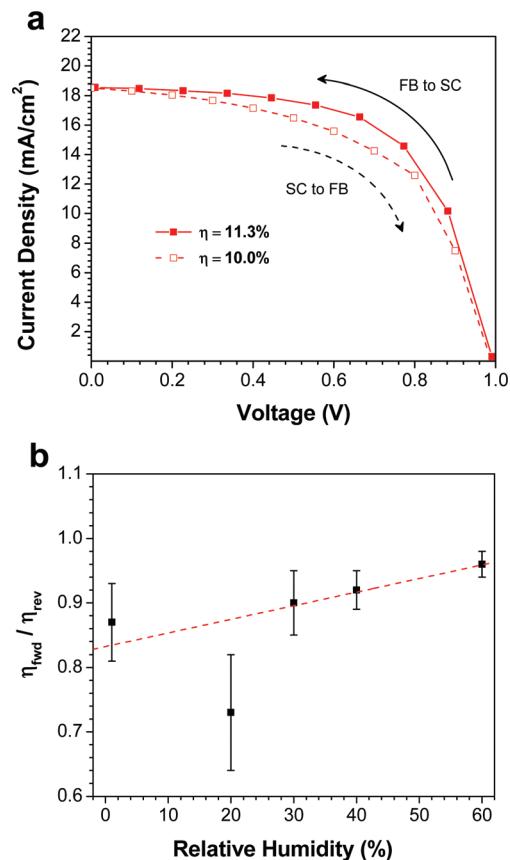 a
22
20
18
16
14
12
10
8
6
4
2
Current Density (mA/cm²)
FB to SC
SC to FB
η = 11.3%
η = 10.0%
0.0 0.2 0.4 0.6 0.8 1.0
Voltage (V)
b
1.1
1.0
0.9
0.8
0.7
0.6
ηfwd / ηrev
0 10 20 30 40 50 60
Relative Humidity (%)